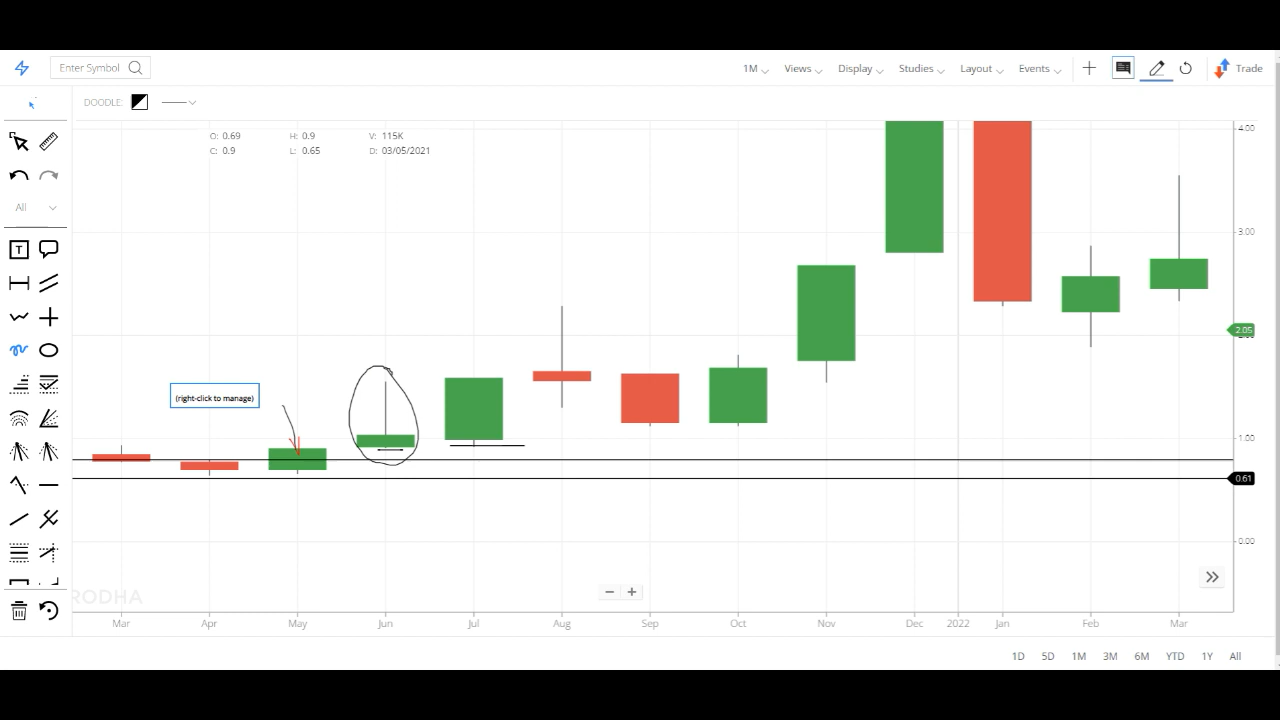 Enter Symbol 1M Views Display Studies Layout Events Trade
DOODLE:
O: 0.69 H: 0.9 V: 115K
C: 0.9 L: 0.65 D: 03/05/2021
4.00
All
3.00
T
2.05
(right-click to manage)
1.00
0.61
0.00
RODHA
Mar Apr May Jun Jul Aug Sep Oct Nov Dec 2022 Jan Feb Mar
1D 5D 1M 3M 6M YTD 1Y All